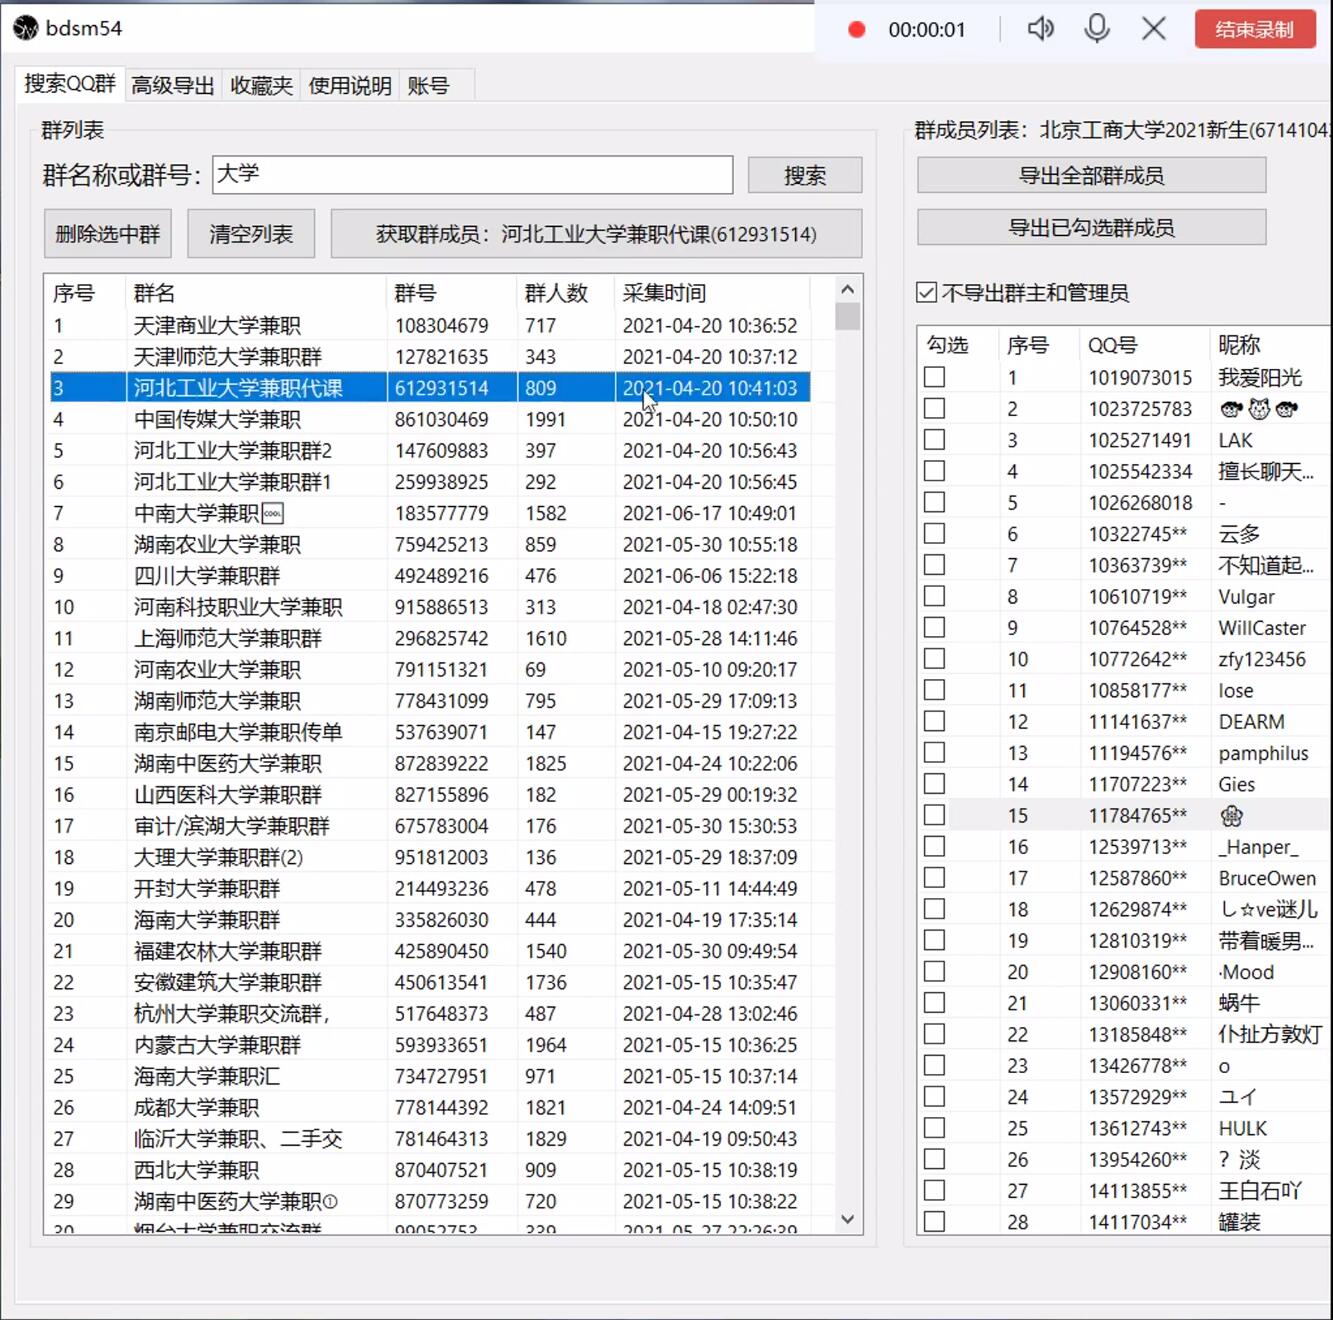 bdsm54
00:00:01
结束录制
搜索QQ群 高级导出 收藏夹 使用说明 账号
群列表
群名称或群号: 大学 搜索
删除选中群 清空列表 获取群成员: 河北工业大学兼职代课(612931514)
序号 群名 群号 群人数 采集时间
1 天津商业大学兼职 108304679 717 2021-04-20 10:36:52
2 天津师范大学兼职群 127821635 343 2021-04-20 10:37:12
3 河北工业大学兼职代课 612931514 809 2021-04-20 10:41:03
4 中国传媒大学兼职 861030469 1991 2021-04-20 10:50:10
5 河北工业大学兼职群2 147609883 397 2021-04-20 10:56:43
6 河北工业大学兼职群1 259938925 292 2021-04-20 10:56:45
7 中南大学兼职🆒 183577779 1582 2021-06-17 10:49:01
8 湖南农业大学兼职 759425213 859 2021-05-30 10:55:18
9 四川大学兼职群 492489216 476 2021-06-06 15:22:18
10 河南科技职业大学兼职 915886513 313 2021-04-18 02:47:30
11 上海师范大学兼职群 296825742 1610 2021-05-28 14:11:46
12 河南农业大学兼职 791151321 69 2021-05-10 09:20:17
13 湖南师范大学兼职 778431099 795 2021-05-29 17:09:13
14 南京邮电大学兼职传单 537639071 147 2021-04-15 19:27:22
15 湖南中医药大学兼职 872839222 1825 2021-04-24 10:22:06
16 山西医科大学兼职群 827155896 182 2021-05-29 00:19:32
17 审计/滨湖大学兼职群 675783004 176 2021-05-30 15:30:53
18 大理大学兼职群(2) 951812003 136 2021-05-29 18:37:09
19 开封大学兼职群 214493236 478 2021-05-11 14:44:49
20 海南大学兼职群 335826030 444 2021-04-19 17:35:14
21 福建农林大学兼职群 425890450 1540 2021-05-30 09:49:54
22 安徽建筑大学兼职群 450613541 1736 2021-05-15 10:35:47
23 杭州大学兼职交流群, 517648373 487 2021-04-28 13:02:46
24 内蒙古大学兼职群 593933651 1964 2021-05-15 10:36:25
25 海南大学兼职汇 734727951 971 2021-05-15 10:37:14
26 成都大学兼职 778144392 1821 2021-04-24 14:09:51
27 临沂大学兼职、二手交 781464313 1829 2021-04-19 09:50:43
28 西北大学兼职 870407521 909 2021-05-15 10:38:19
29 湖南中医药大学兼职① 870773259 720 2021-05-15 10:38:22
30 烟台大学兼职交流群 99052753 339 2021-05-27 22:26:39
群成员列表: 北京工商大学2021新生(6714104
导出全部群成员
导出已勾选群成员
不导出群主和管理员
勾选 序号 QQ号 昵称
1 1019073015 我爱阳光
2 1023725783
3 1025271491 LAK
4 1025542334 擅长聊天...
5 1026268018 -
6 10322745** 云多
7 10363739** 不知道起...
8 10610719** Vulgar
9 10764528** WillCaster
10 10772642** zfy123456
11 10858177** lose
12 11141637** DEARM
13 11194576** pamphilus
14 11707223** Gies
15 11784765**
16 12539713** _Hanper_
17 12587860** BruceOwen
18 12629874** し☆ve谜儿
19 12810319** 带着暖男...
20 12908160** ·Mood
21 13060331** 蜗牛
22 13185848** 仆扯方敦灯
23 13426778** o
24 13572929** ユイ
25 13612743** HULK
26 13954260** ? 淡
27 14113855** 王白石吖
28 14117034** 罐装